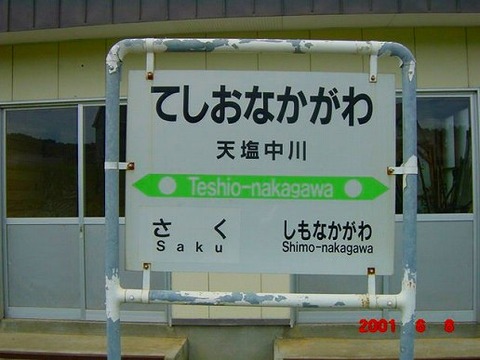 てしおなかがわ
天塩中川
Teshio-nakagawa
さく しもなかがわ
Saku Shimo-nakagawa
2001 6 8